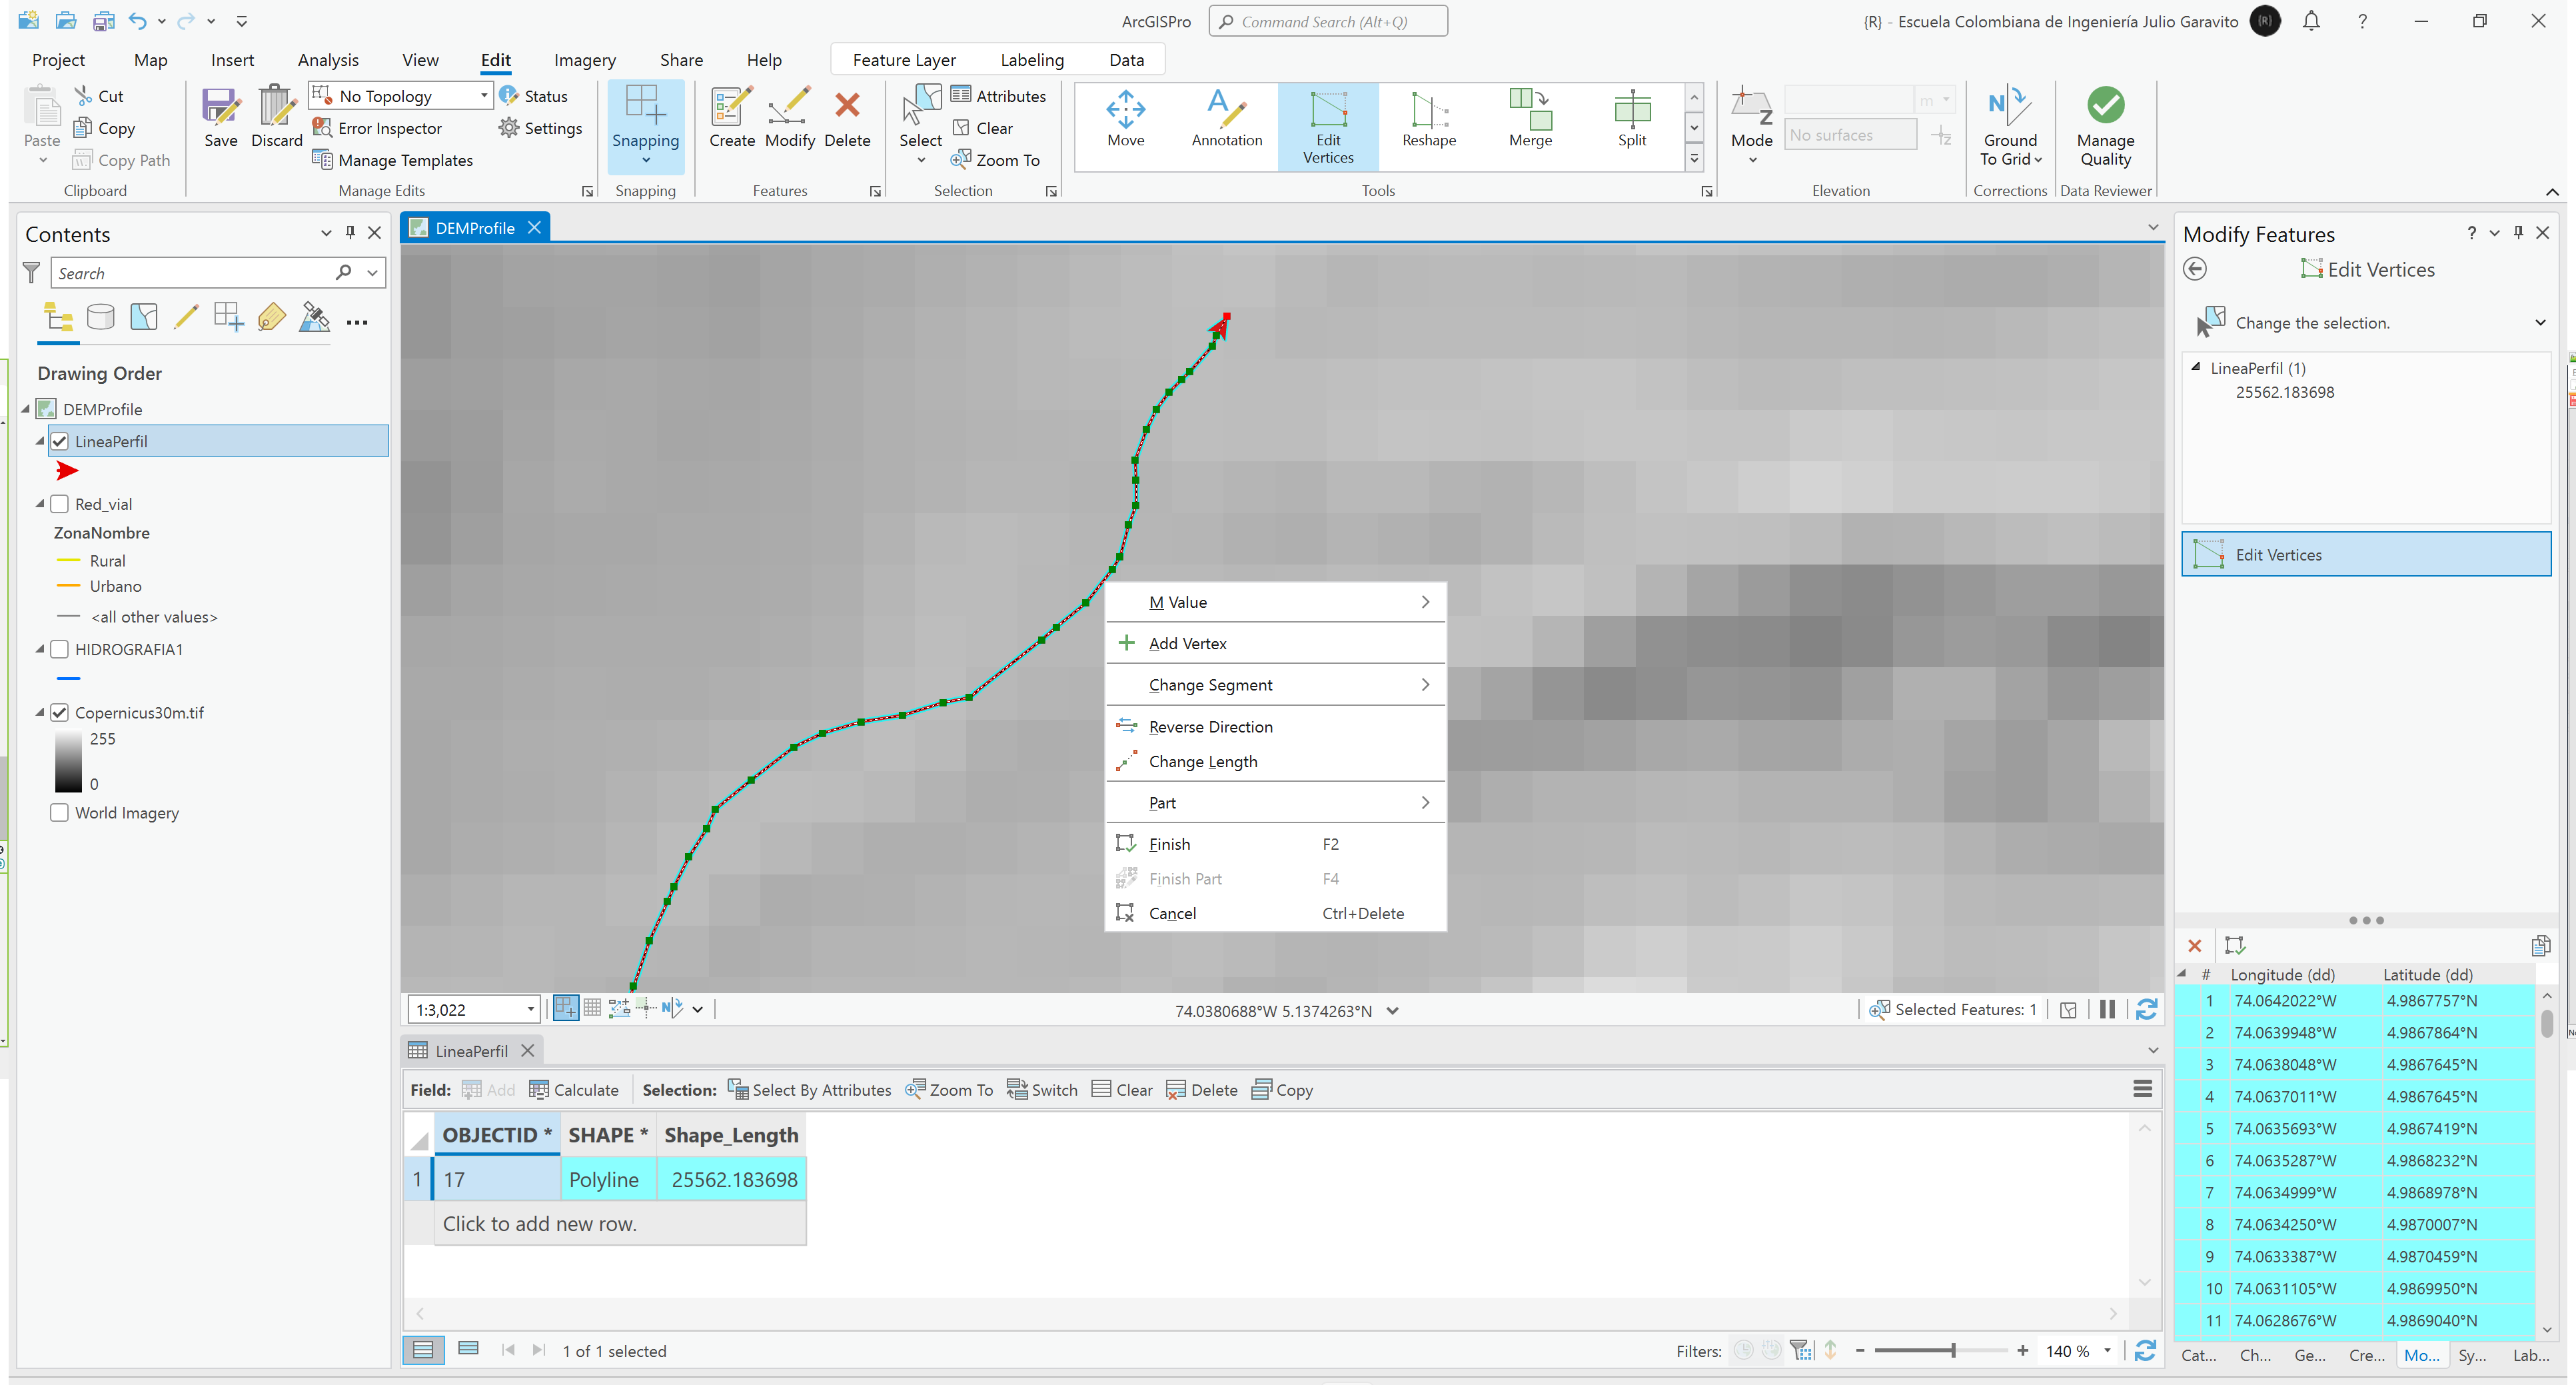 ArcGISPro
Command Search (Alt+Q)
{R} - Escuela Colombiana de Ingeniería Julio Garavito
{R}
?
Project
Map
Insert
Analysis
View
Edit
Imagery
Share
Help
Feature Layer
Labeling
Data
Paste
Cut
Copy
Copy Path
Clipboard
Save
Discard
No Topology
Error Inspector
Manage Templates
Status
Settings
Manage Edits
Snapping
Snapping
Create
Modify
Delete
Features
Select
Attributes
Clear
Zoom To
Selection
Move
Annotation
Edit
Vertices
Reshape
Merge
Split
Tools
Mode
m
No surfaces
Elevation
Ground
To Grid
Corrections
Manage
Quality
Data Reviewer
Contents
Search
Drawing Order
DEMProfile
LineaPerfil
Red_vial
ZonaNombre
Rural
Urbano
<all other values>
HIDROGRAFIA1
Copernicus30m.tif
255
0
World Imagery
DEMProfile
M Value
Add Vertex
Change Segment
Reverse Direction
Change Length
Part
Finish F2
Finish Part F4
Cancel Ctrl+Delete
1:3,022
74.0380688°W 5.1374263°N
Selected Features: 1
LineaPerfil
Field: Add Calculate Selection: Select By Attributes Zoom To Switch Clear Delete Copy
OBJECTID * SHAPE * Shape_Length
1 17 Polyline 25562.183698
Click to add new row.
1 of 1 selected
Filters:
140 %
Modify Features
?
Edit Vertices
Change the selection.
LineaPerfil (1)
25562.183698
Edit Vertices
# Longitude (dd) Latitude (dd)
1 74.0642022°W 4.9867757°N
2 74.0639948°W 4.9867864°N
3 74.0638048°W 4.9867645°N
4 74.0637011°W 4.9867645°N
5 74.0635693°W 4.9867419°N
6 74.0635287°W 4.9868232°N
7 74.0634999°W 4.9868978°N
8 74.0634250°W 4.9870007°N
9 74.0633387°W 4.9870459°N
10 74.0631105°W 4.9869950°N
11 74.0628676°W 4.9869040°N
Cat... Ch... Ge... Cre... Mo... Sy... Lab...